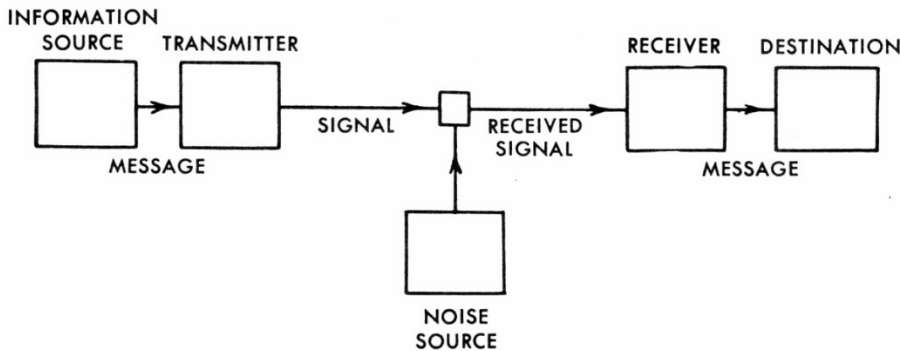 INFORMATION
SOURCE
TRANSMITTER
RECEIVER
DESTINATION
SIGNAL
RECEIVED
SIGNAL
MESSAGE
MESSAGE
NOISE
SOURCE